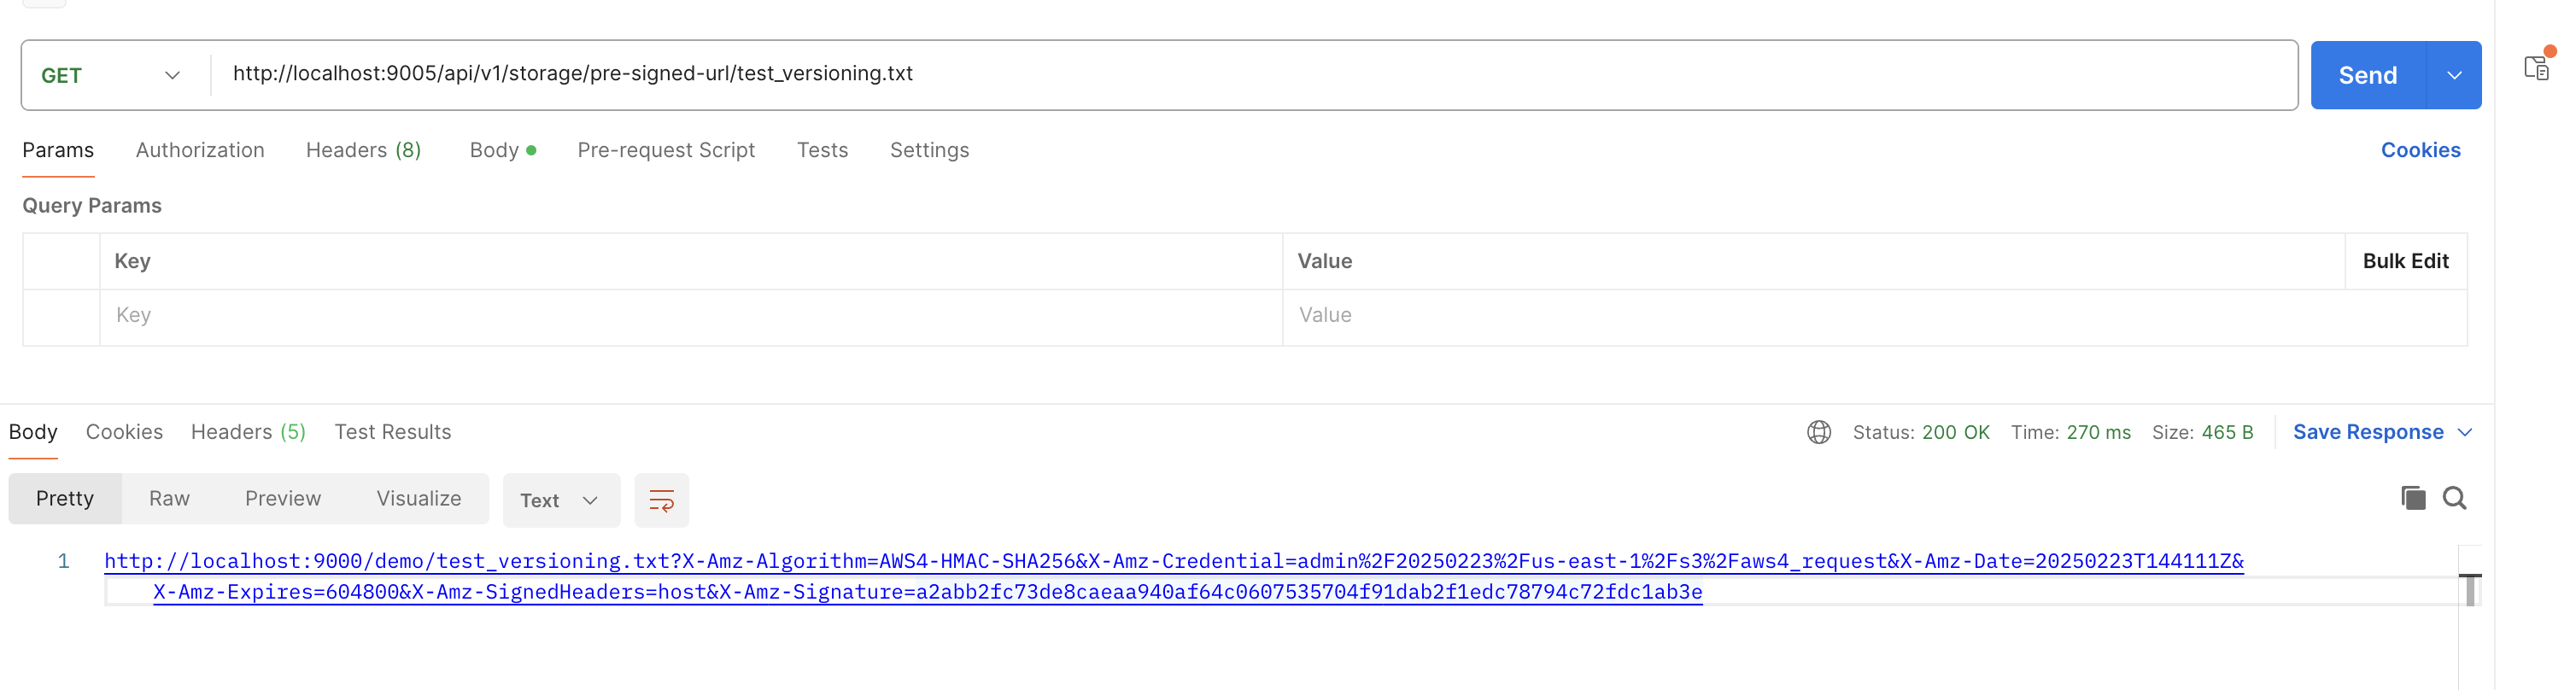 GET http://localhost:9005/api/v1/storage/pre-signed-url/test_versioning.txt Send
Params Authorization Headers (8) Body Pre-request Script Tests Settings Cookies
Query Params
Key Value Bulk Edit
Key Value
Body Cookies Headers (5) Test Results Status: 200 OK Time: 270 ms Size: 465 B Save Response
Pretty Raw Preview Visualize Text
1 http://localhost:9000/demo/test_versioning.txt?X-Amz-Algorithm=AWS4-HMAC-SHA256&X-Amz-Credential=admin%2F20250223%2Fus-east-1%2Fs3%2Faws4_request&X-Amz-Date=20250223T144111Z&
X-Amz-Expires=604800&X-Amz-SignedHeaders=host&X-Amz-Signature=a2abb2fc73de8caeaa940af64c0607535704f91dab2f1edc78794c72fdc1ab3e